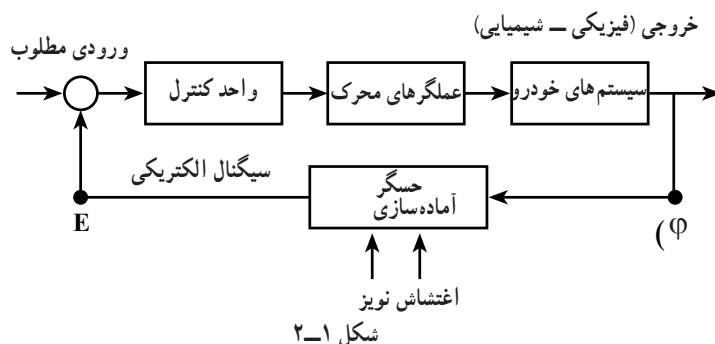 خروجی (فیزیکی ــ شیمیایی)
ورودی مطلوب
واحد کنترل
عملگرهای محرک
سیستم‌های خودرو
سیگنال الکتریکی
حسگر
آماده‌سازی
E
(φ
اغتشاش نویز
شکل ۱ــ۲